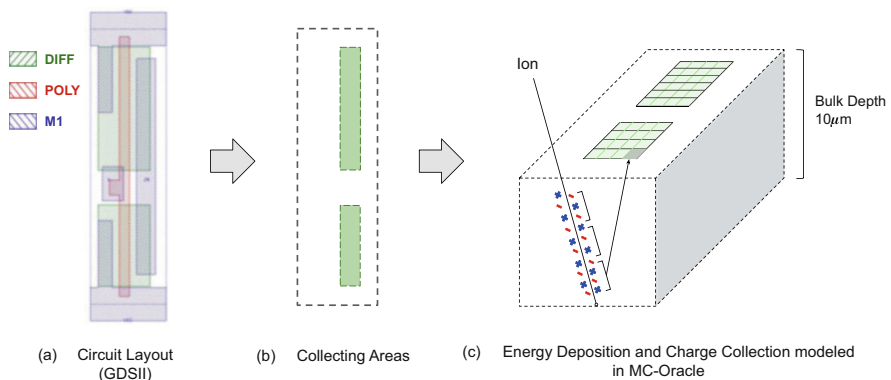 DIFF
POLY
M1
Ion
Bulk Depth
10μm
(a) Circuit Layout
(GDSII)
(b) Collecting Areas
(c) Energy Deposition and Charge Collection modeled
in MC-Oracle